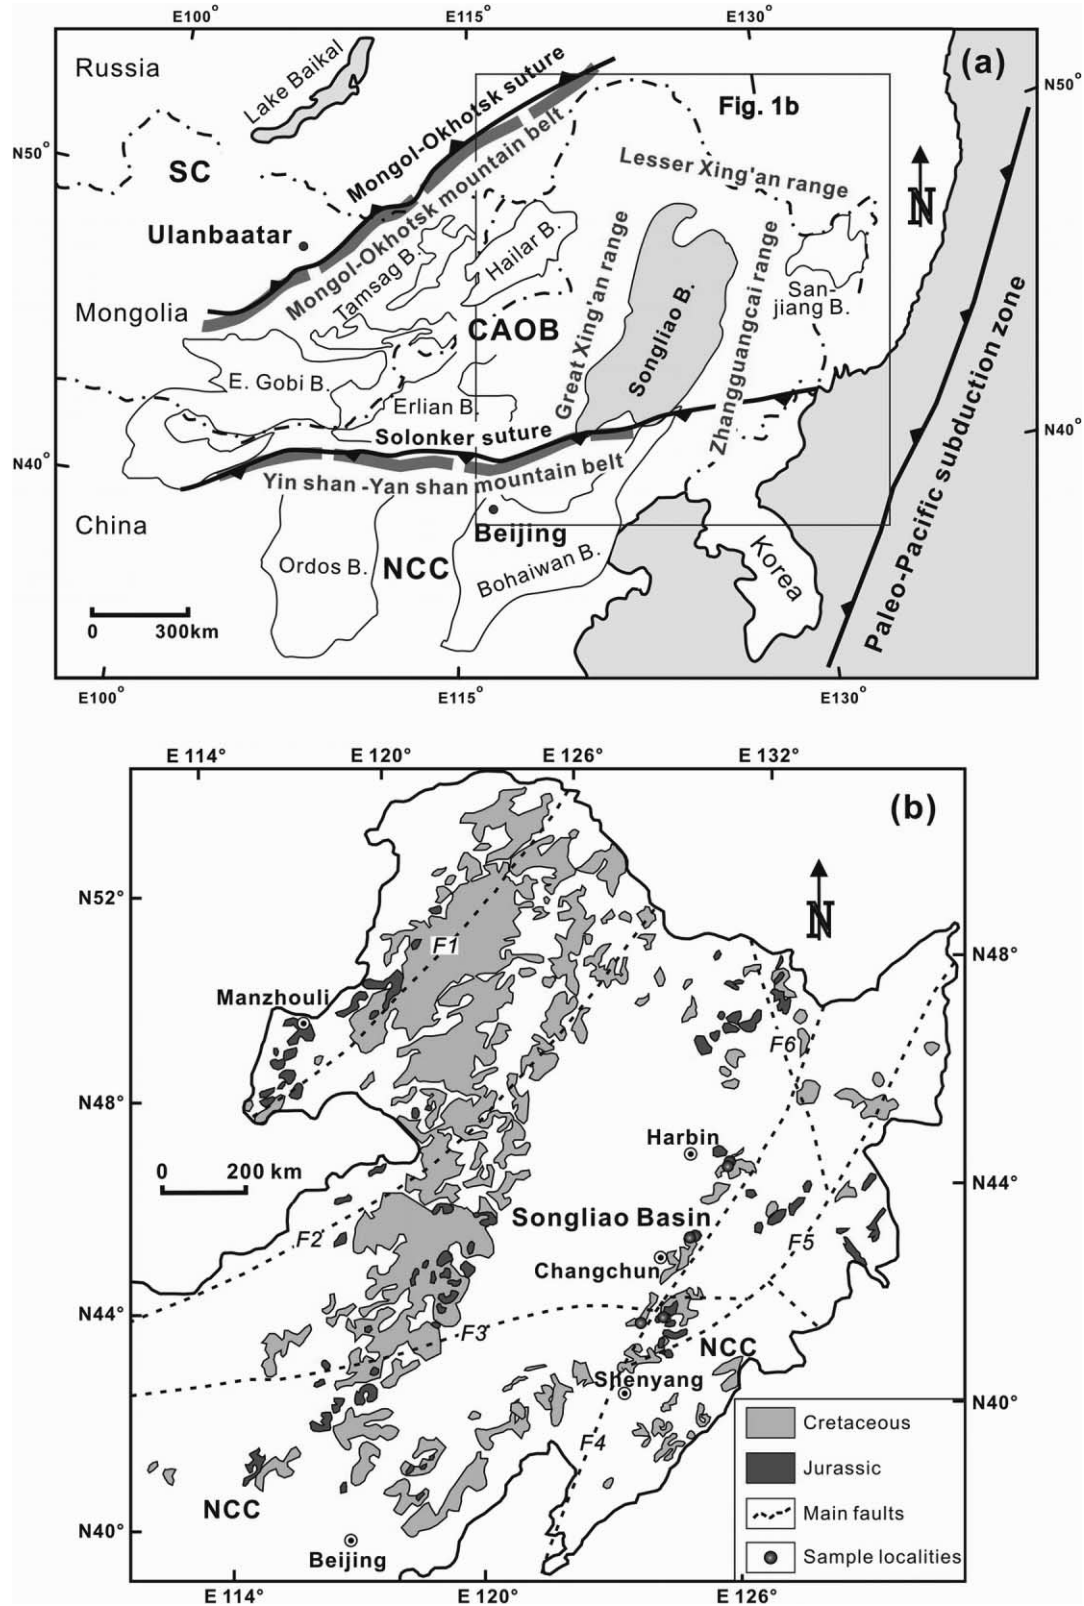 E100°
E115°
E130°
Russia
Lake Baikal
Mongol-Okhotsk suture
(a)
N50°
Fig. 1b
Mongol-Okhotsk mountain belt
N50°
SC
Lesser Xing'an range
N
Ulanbaatar
Tamsag B.
Hailar B.
Great Xing'an range
Songliao B.
Zhangguangcai range
San-
jiang B.
Mongolia
CAOB
Paleo-Pacific subduction zone
E. Gobi B.
Erlian B.
Solonker suture
N40°
N40°
Yin shan -Yan shan mountain belt
China
Beijing
Ordos B.
NCC
Bohaiwan B.
Korea
0 300km
E100°
E115°
E130°
E 114°
E 120°
E 126°
E 132°
(b)
N52°
N
F1
N48°
Manzhouli
F6
N48°
Harbin
0 200 km
N44°
Songliao Basin
F2
F5
Changchun
N44°
F3
NCC
Shenyang
N40°
Cretaceous
F4
Jurassic
NCC
Main faults
N40°
Beijing
Sample localities
E 114°
E 120°
E 126°